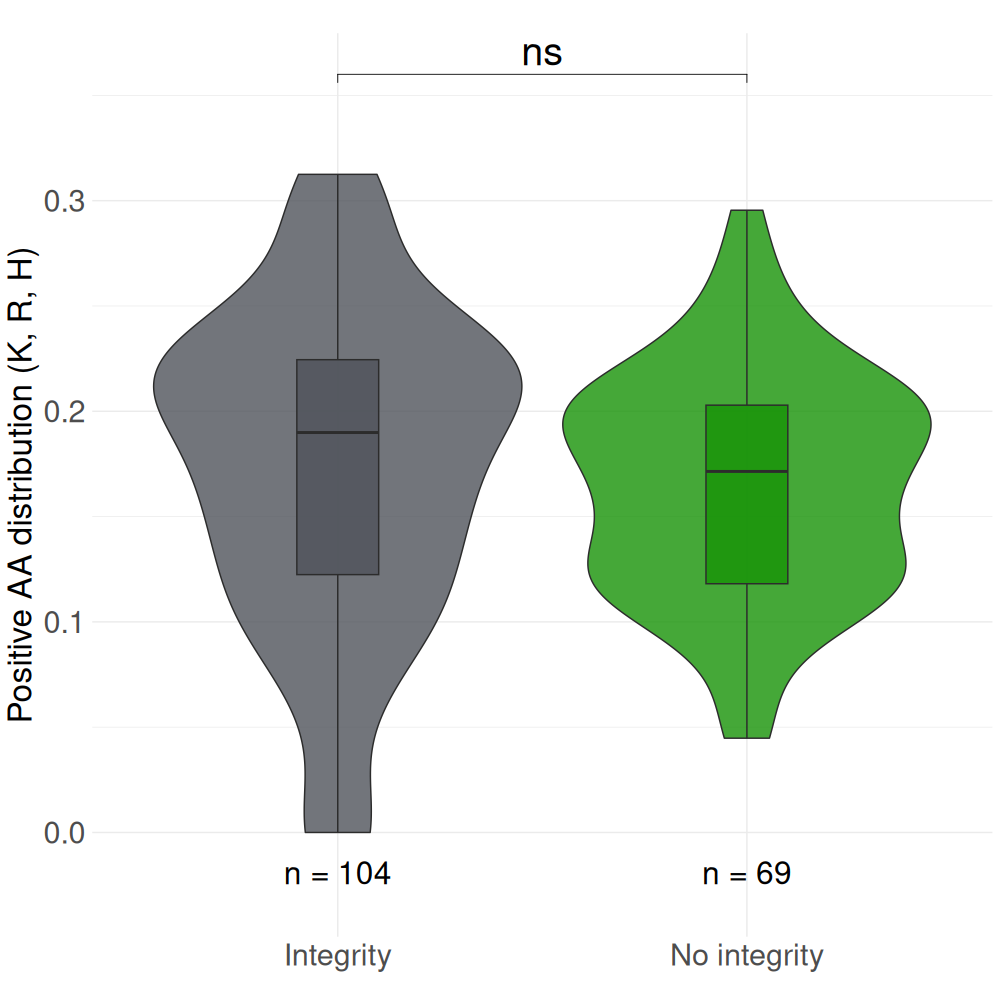 ns
Positive AA distribution (K, R, H)
0.3
0.2
0.1
0.0
n = 104
n = 69
Integrity
No integrity